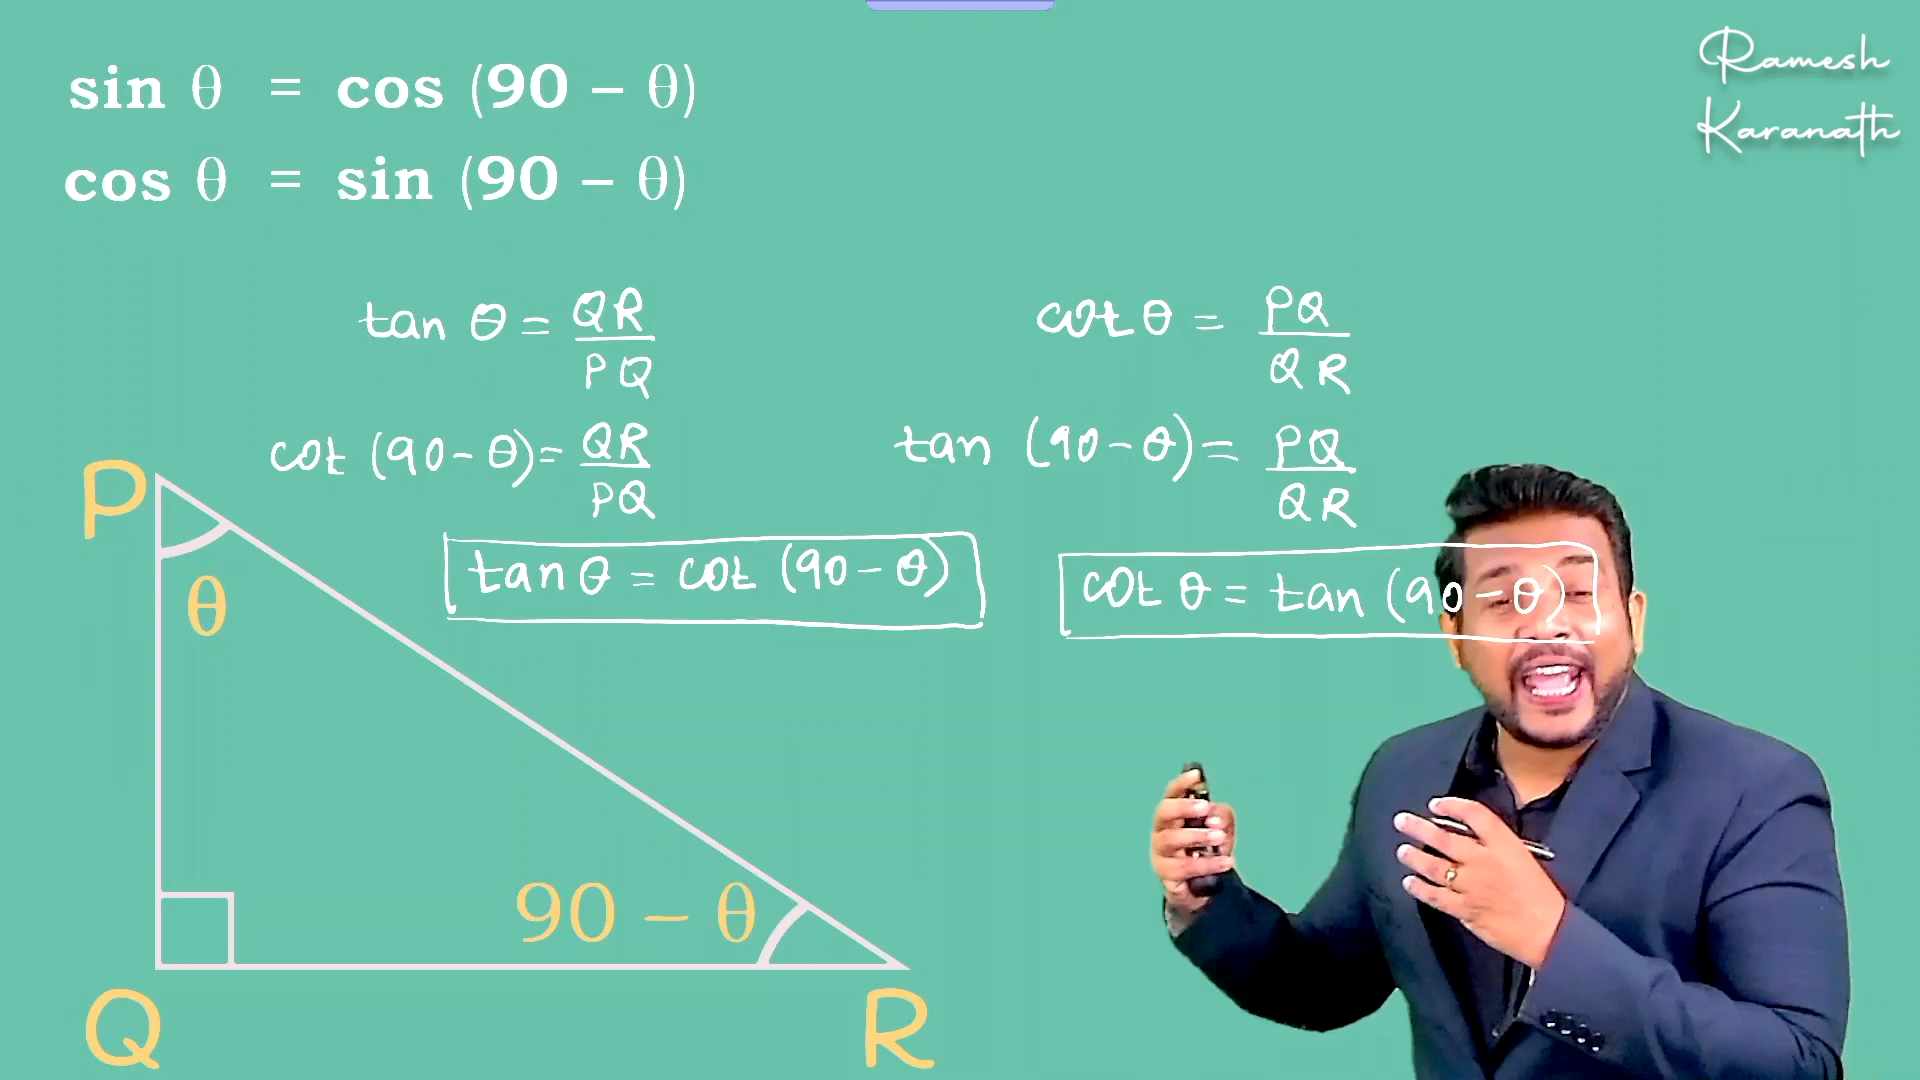 Ramesh
Karanath
sin θ = cos (90 – θ)
cos θ = sin (90 – θ)
tan θ = QR/PQ
cot θ = PQ/QR
cot (90 - θ) = QR/PQ
tan (90 - θ) = PQ/QR
tan θ = cot (90 - θ)
cot θ = tan (90 - θ)
P
θ
90 – θ
Q
R